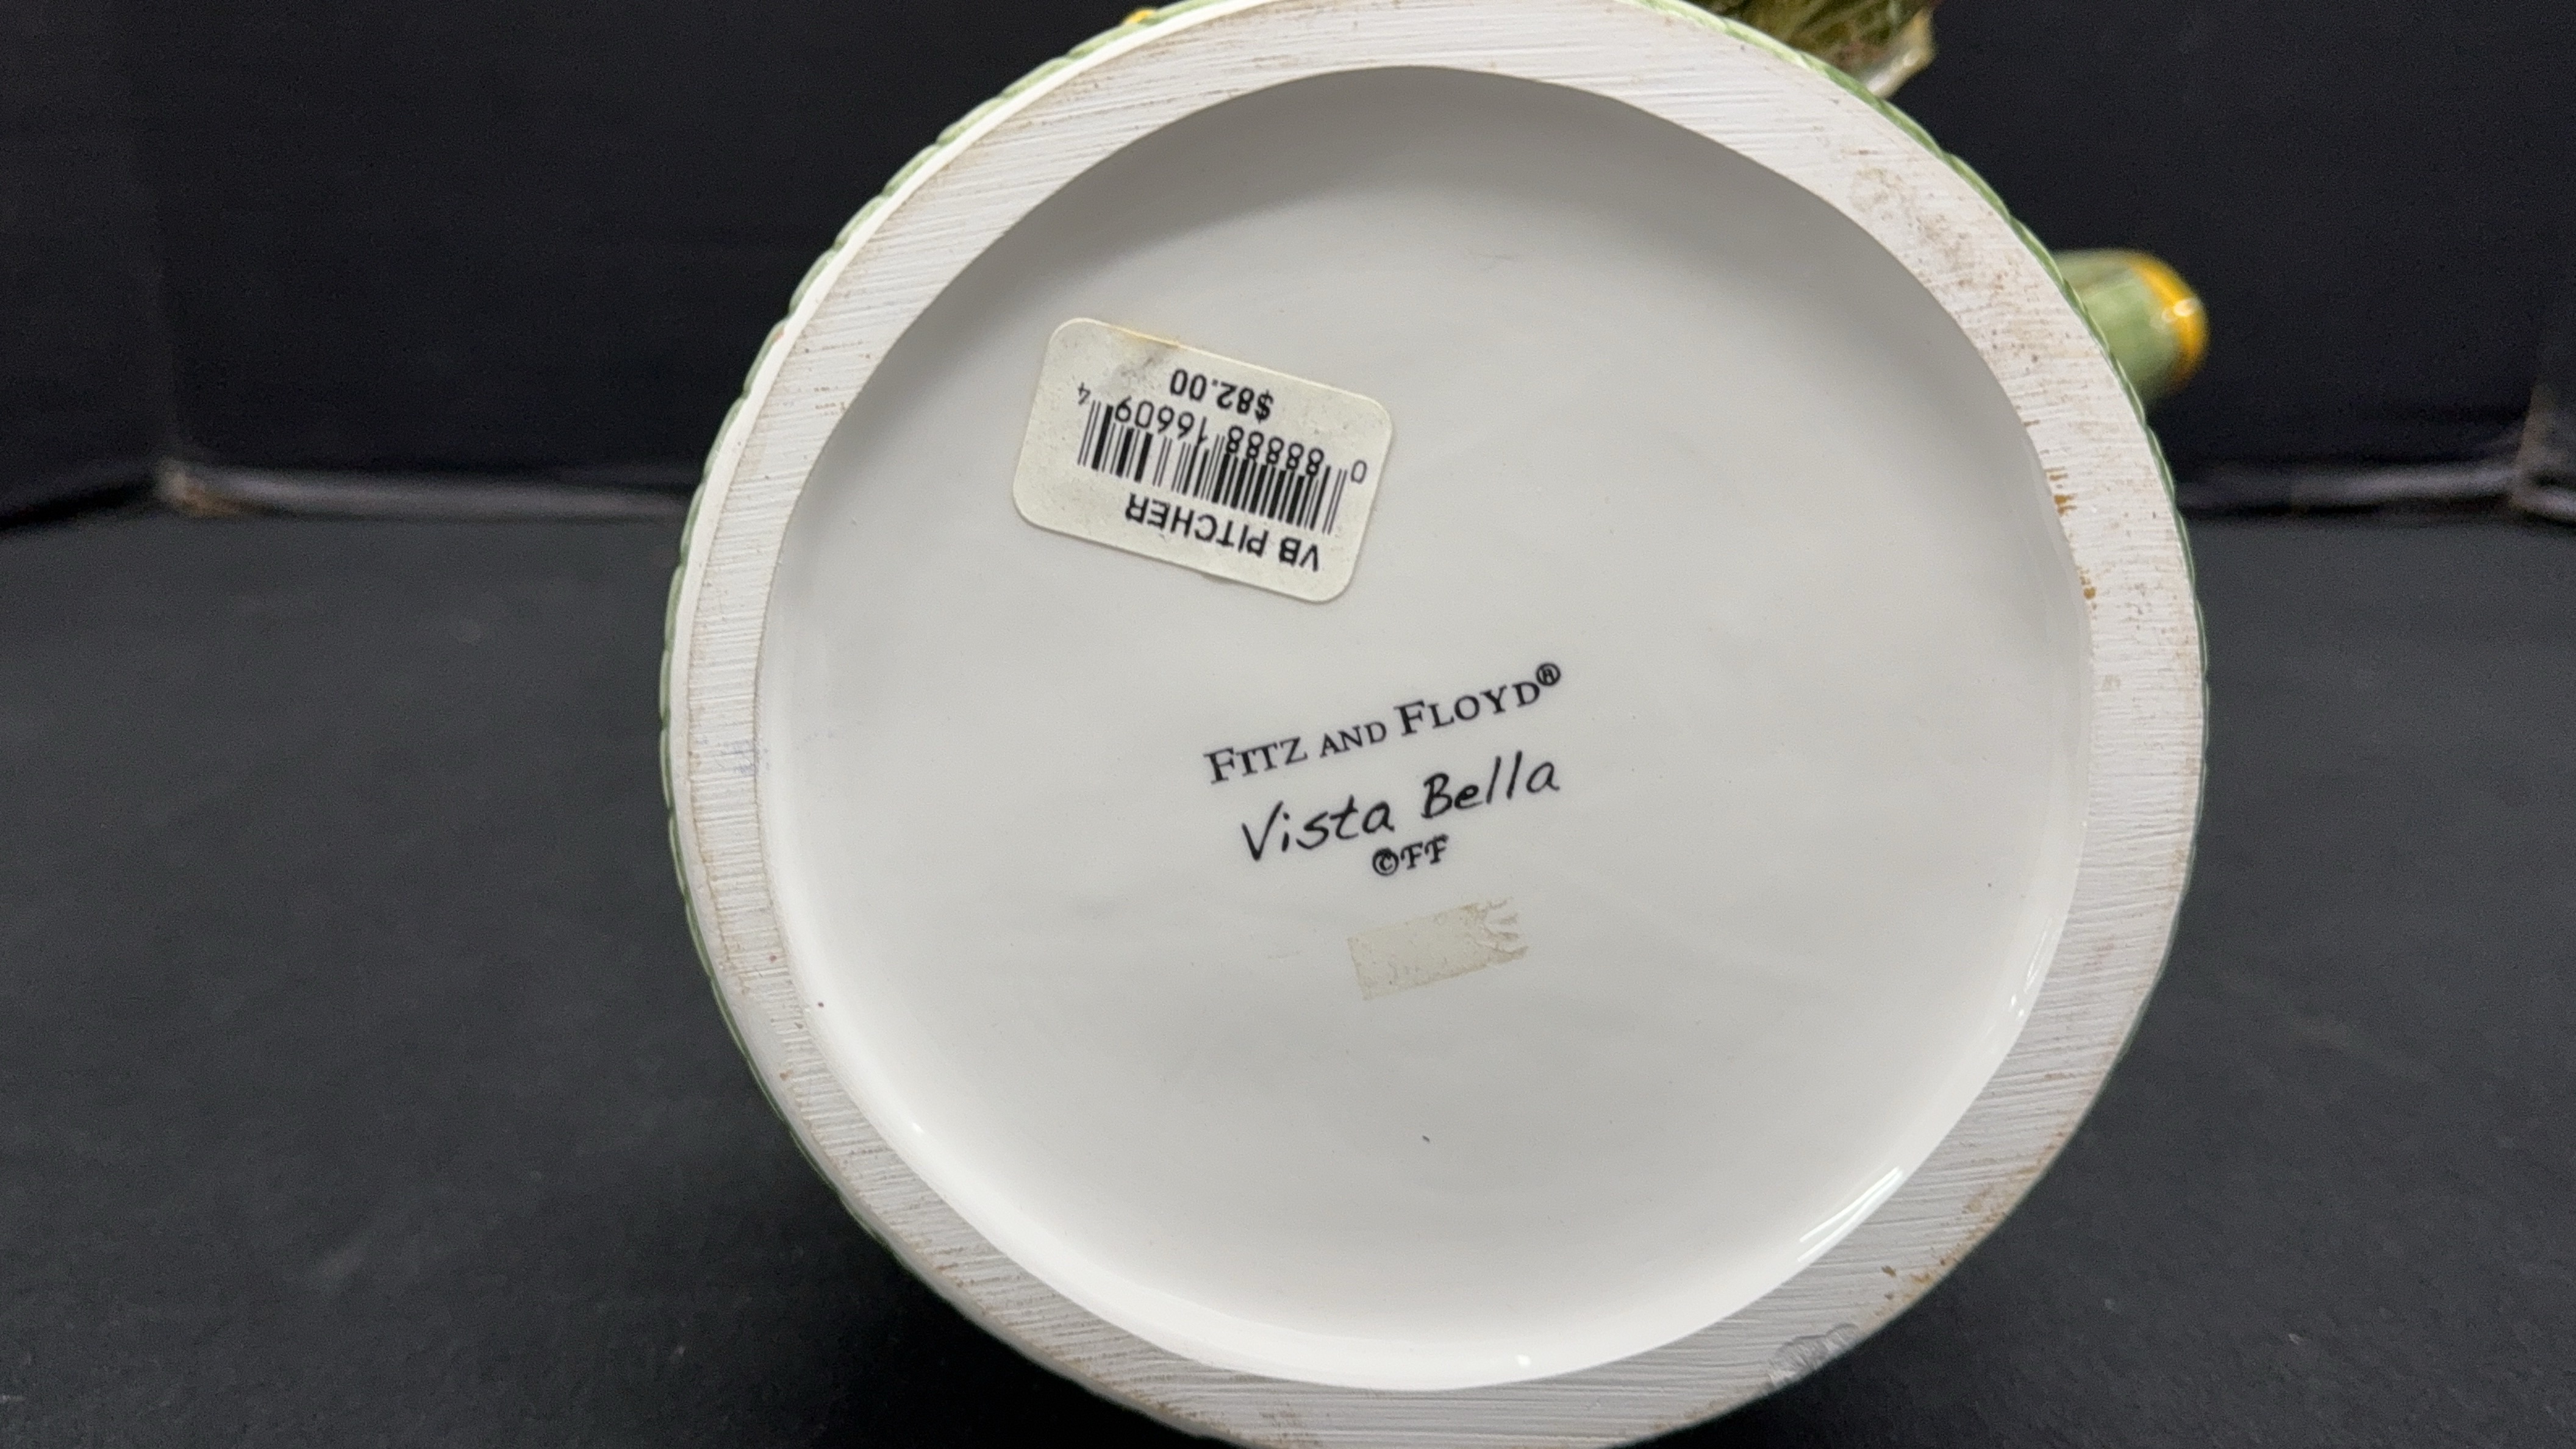 VB PITCHER
0 88888 16609 4
$82.00
FITZ AND FLOYD®
Vista Bella
©FF